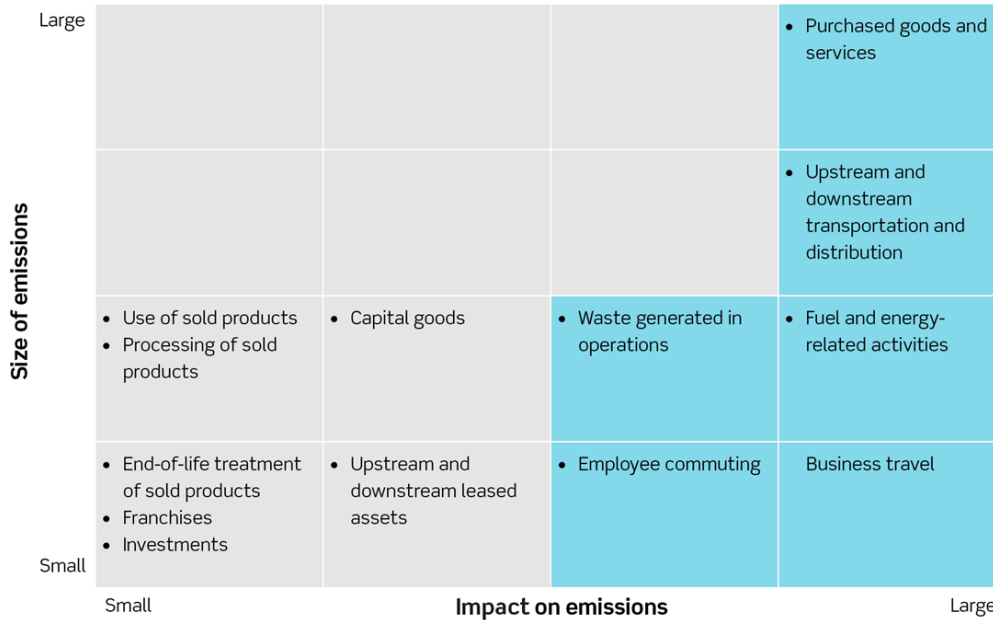 Large
• Purchased goods and
services
• Upstream and
downstream
transportation and
distribution
Size of emissions
• Use of sold products
• Processing of sold
products
• Capital goods
• Waste generated in
operations
• Fuel and energy-
related activities
• End-of-life treatment
of sold products
• Franchises
• Investments
• Upstream and
downstream leased
assets
• Employee commuting
Business travel
Small
Small
Impact on emissions
Large